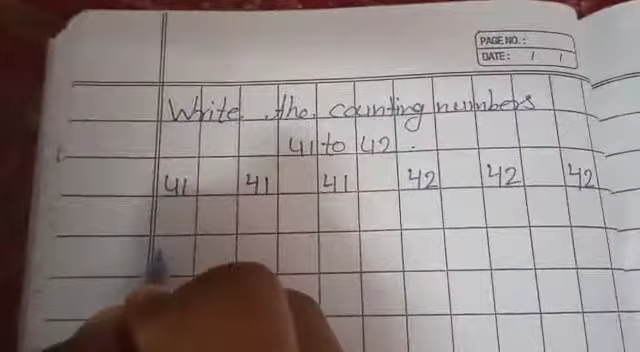 PAGE NO.:
DATE: / /
Write the counting numbers
41 to 42.
41 41 41 42 42 42